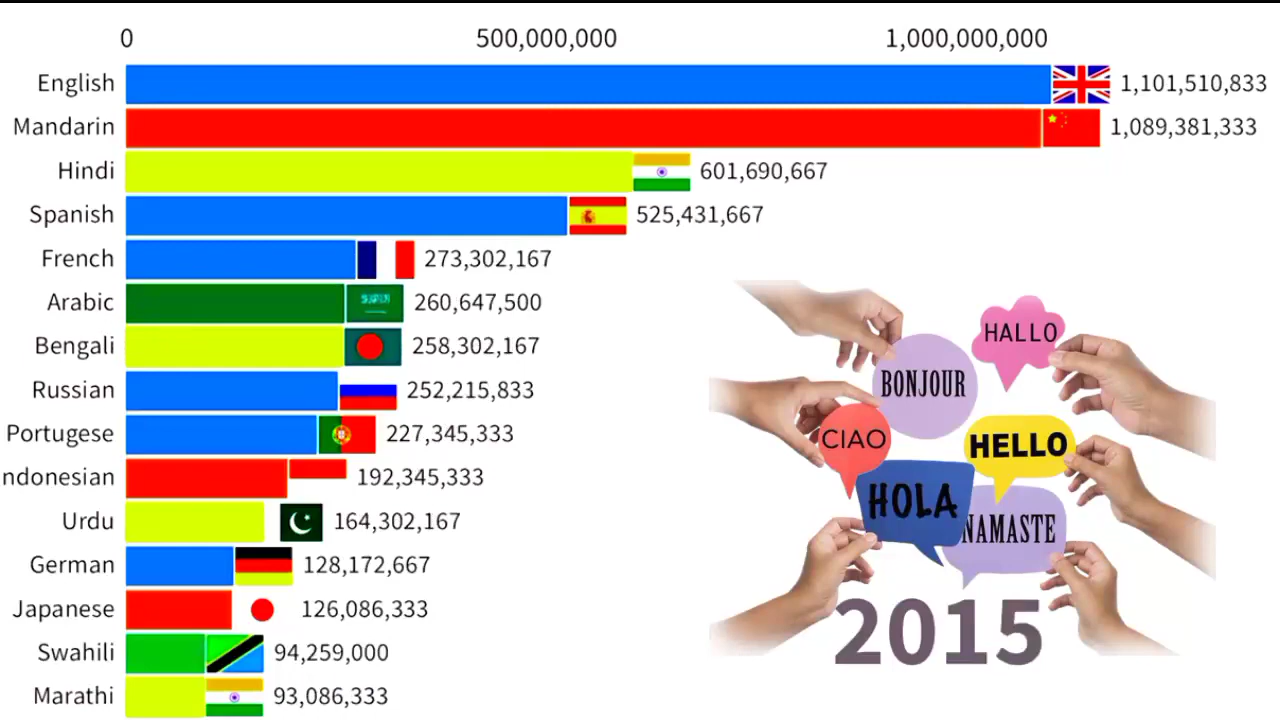 0 500,000,000 1,000,000,000
English 1,101,510,833
Mandarin 1,089,381,333
Hindi 601,690,667
Spanish 525,431,667
French 273,302,167
Arabic 260,647,500
Bengali 258,302,167
Russian 252,215,833
Portugese 227,345,333
ndonesian 192,345,333
Urdu 164,302,167
German 128,172,667
Japanese 126,086,333
Swahili 94,259,000
Marathi 93,086,333
HALLO
BONJOUR
CIAO
HELLO
HOLA
NAMASTE
2015